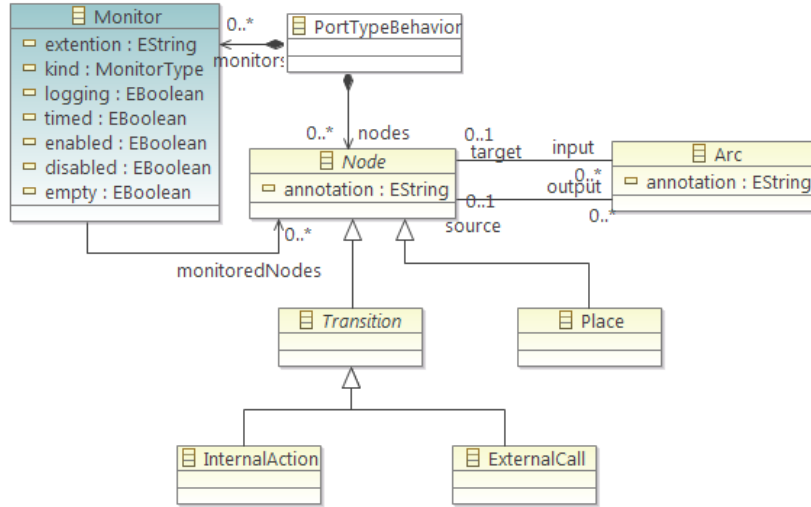 Monitor
extention : EString
kind : MonitorType
logging : EBoolean
timed : EBoolean
enabled : EBoolean
disabled : EBoolean
empty : EBoolean
0..*
monitors
PortTypeBehavior
0..*
nodes
Node
annotation : EString
0..1
target
input
0..*
0..1
source
output
0..*
Arc
annotation : EString
0..*
monitoredNodes
Transition
Place
InternalAction
ExternalCall